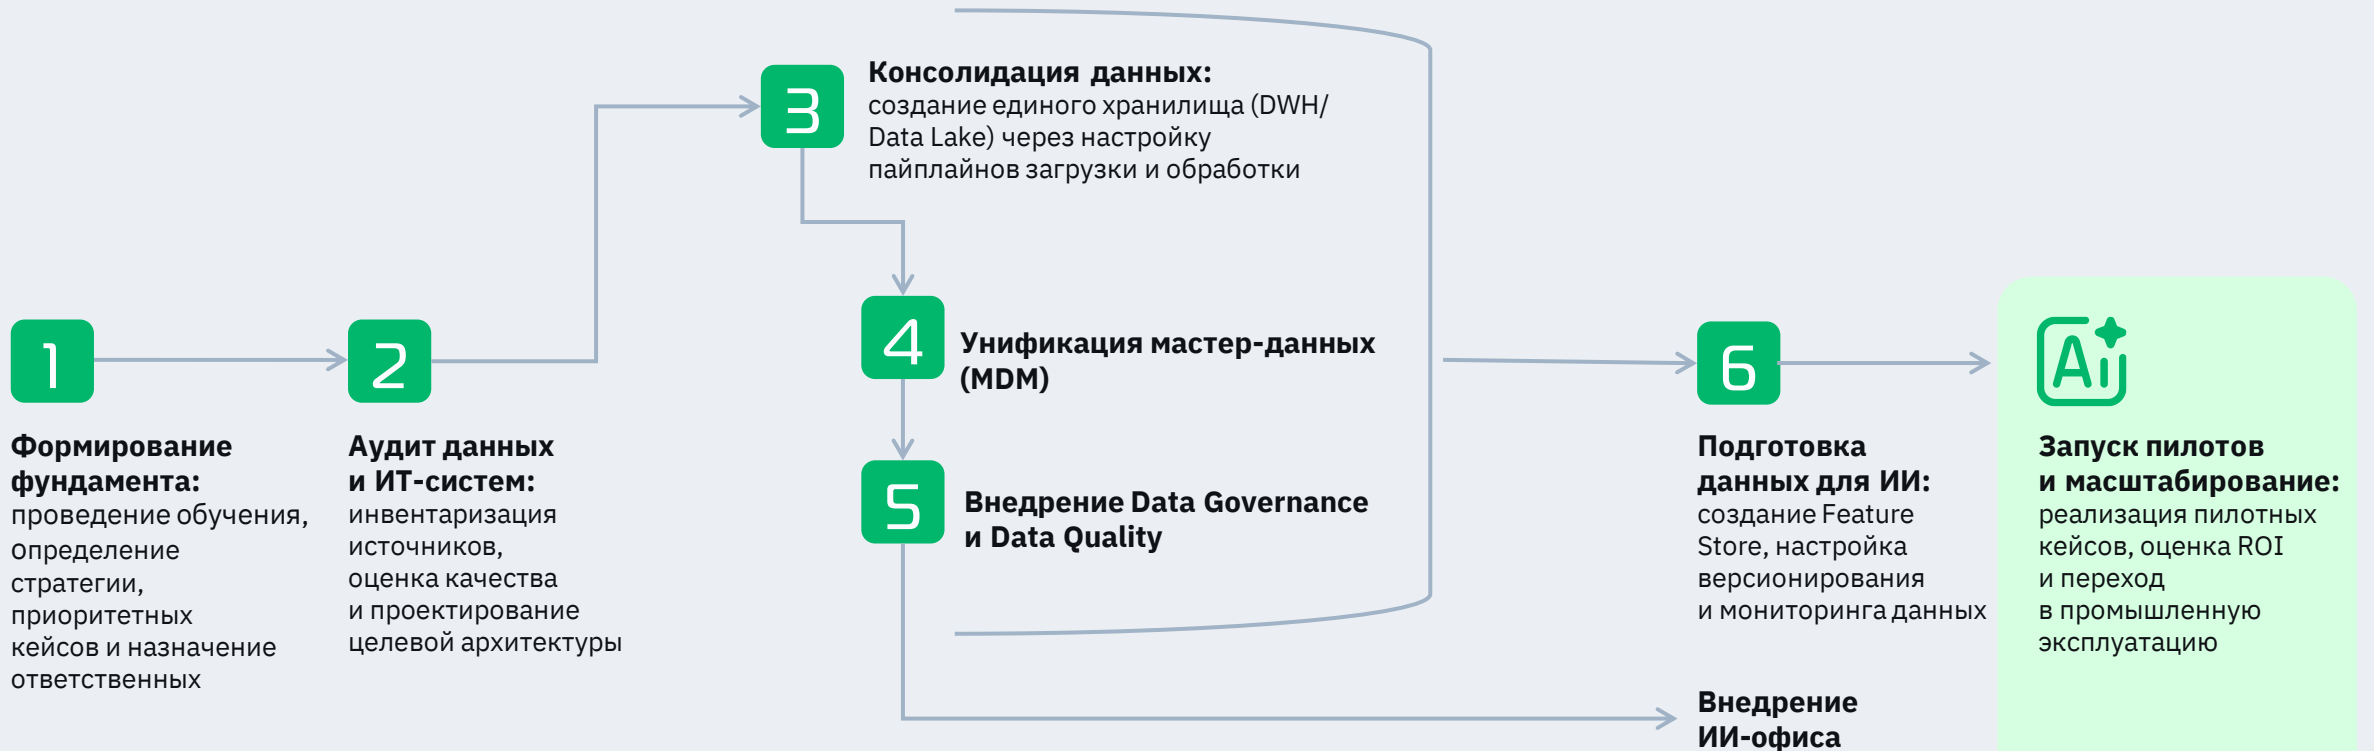 1
Формирование
фундамента:
проведение обучения,
определение
стратегии,
приоритетных
кейсов и назначение
ответственных
2
Аудит данных
и ИТ-систем:
инвентаризация
источников,
оценка качества
и проектирование
целевой архитектуры
3
Консолидация данных:
создание единого хранилища (DWH/
Data Lake) через настройку
пайплайнов загрузки и обработки
4
Унификация мастер-данных
(MDM)
5
Внедрение Data Governance
и Data Quality
6
Подготовка
данных для ИИ:
создание Feature
Store, настройка
версионирования
и мониторинга данных
Внедрение
ИИ-офиса
Ai
Запуск пилотов
и масштабирование:
реализация пилотных
кейсов, оценка ROI
и переход
в промышленную
эксплуатацию